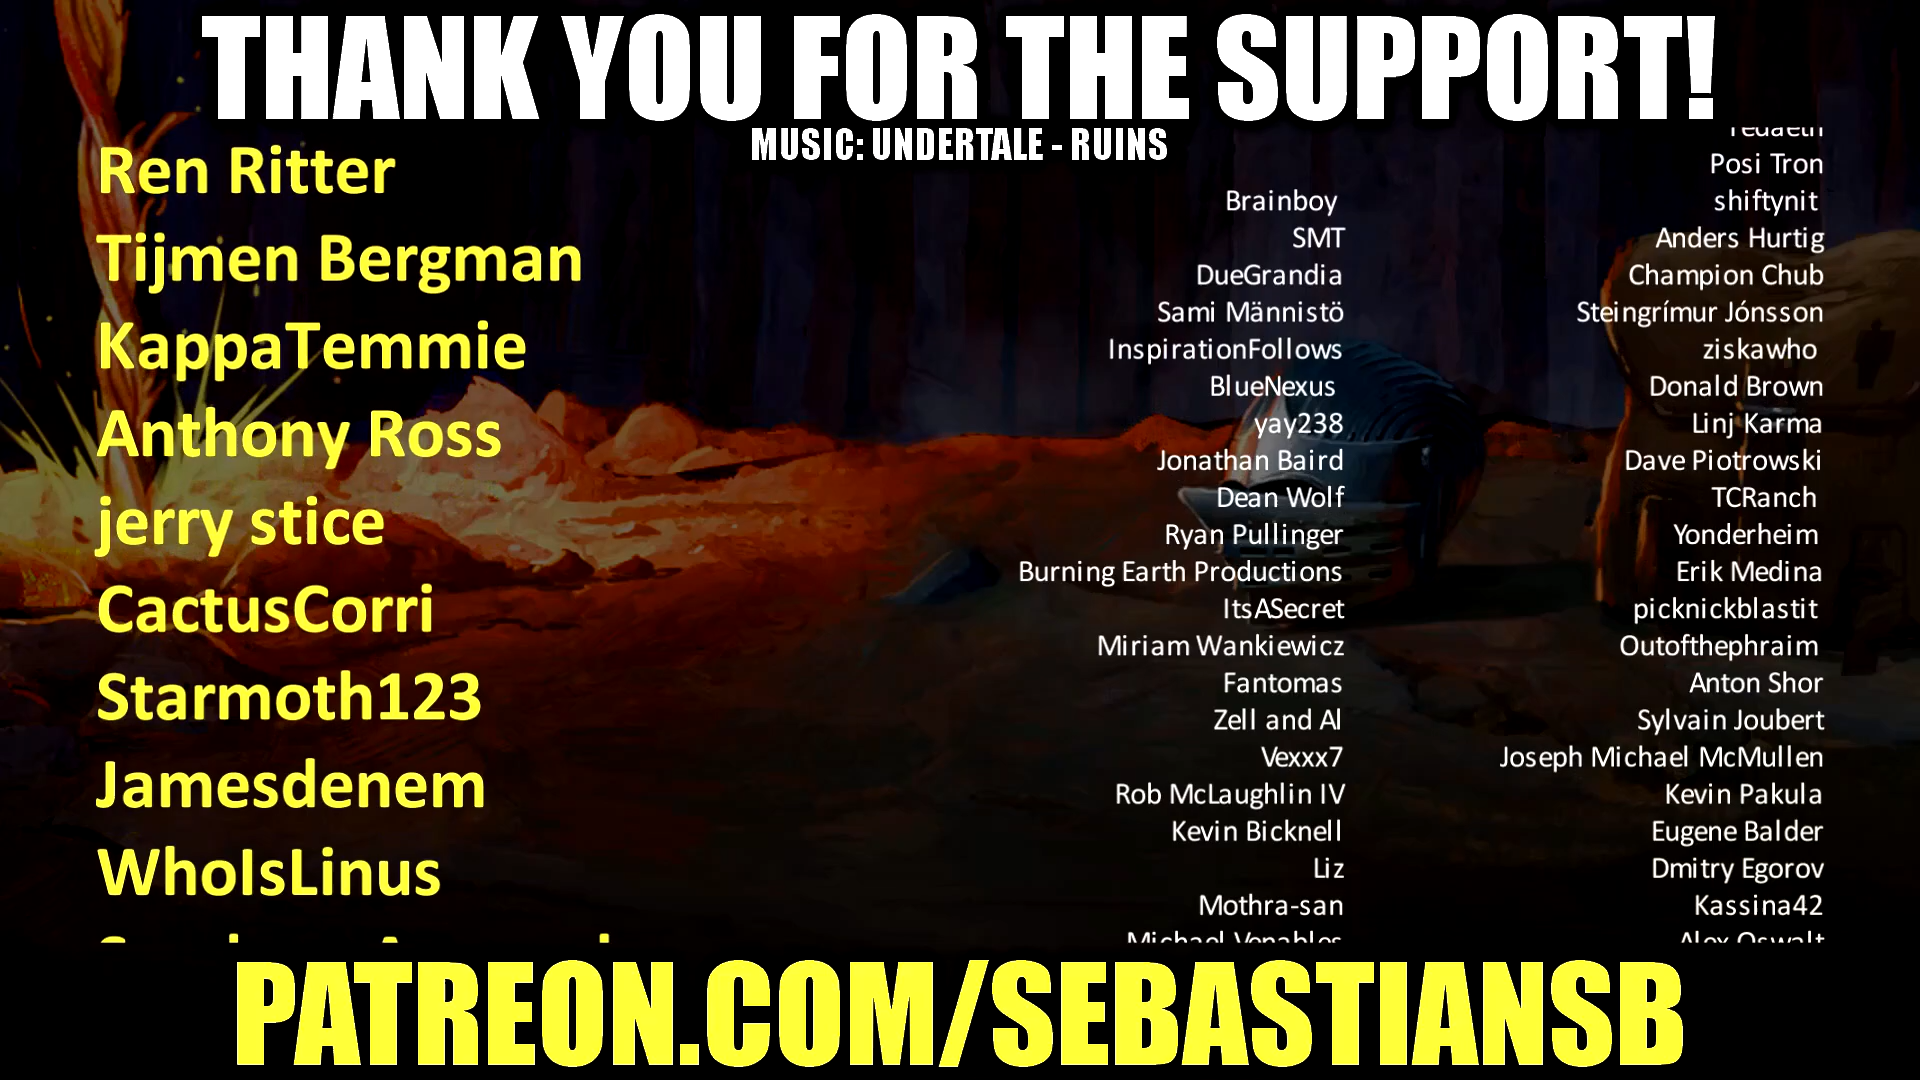 THANK YOU FOR THE SUPPORT!
MUSIC: UNDERTALE - RUINS
Ren Ritter
Tijmen Bergman
KappaTemmie
Anthony Ross
jerry stice
CactusCorri
Starmoth123
Jamesdenem
WhoIsLinus
Brainboy
SMT
DueGrandia
Sami Männistö
InspirationFollows
BlueNexus
yay238
Jonathan Baird
Dean Wolf
Ryan Pullinger
Burning Earth Productions
ItsASecret
Miriam Wankiewicz
Fantomas
Zell and Al
Vexxx7
Rob McLaughlin IV
Kevin Bicknell
Liz
Mothra-san
Michael Venables
Posi Tron
shiftynit
Anders Hurtig
Champion Chub
Steingrímur Jónsson
ziskawho
Donald Brown
Linj Karma
Dave Piotrowski
TCRanch
Yonderheim
Erik Medina
picknickblastit
Outofthephraim
Anton Shor
Sylvain Joubert
Joseph Michael McMullen
Kevin Pakula
Eugene Balder
Dmitry Egorov
Kassina42
Alex Oswalt
PATREON.COM/SEBASTIANSB